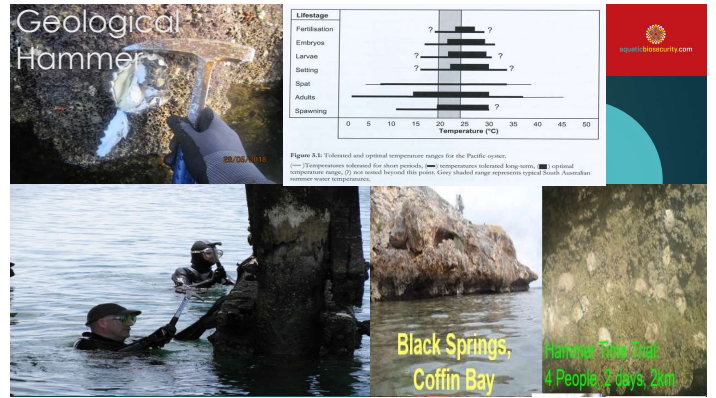 Geological
Hammer
29/05/2018
Lifestage
Fertilisation
Embryos
Larvae
Setting
Spat
Adults
Spawning
? ?
? ?
? ?
?
0 5 10 15 20 25 30 35 40 45 50
Temperature (°C)
Figure 5.1: Tolerated and optimal temperature ranges for the Pacific oyster.
(—)Temperatures tolerated for short periods, (▬) temperatures tolerated long-term, (■) optimal
temperature range, (?) not tested beyond this point. Grey shaded range represents typical South Australian
summer water temperatures.
aquaticbiosecurity.com
Black Springs,
Coffin Bay
Hammer Time Trial:
4 People, 2 days, 2km